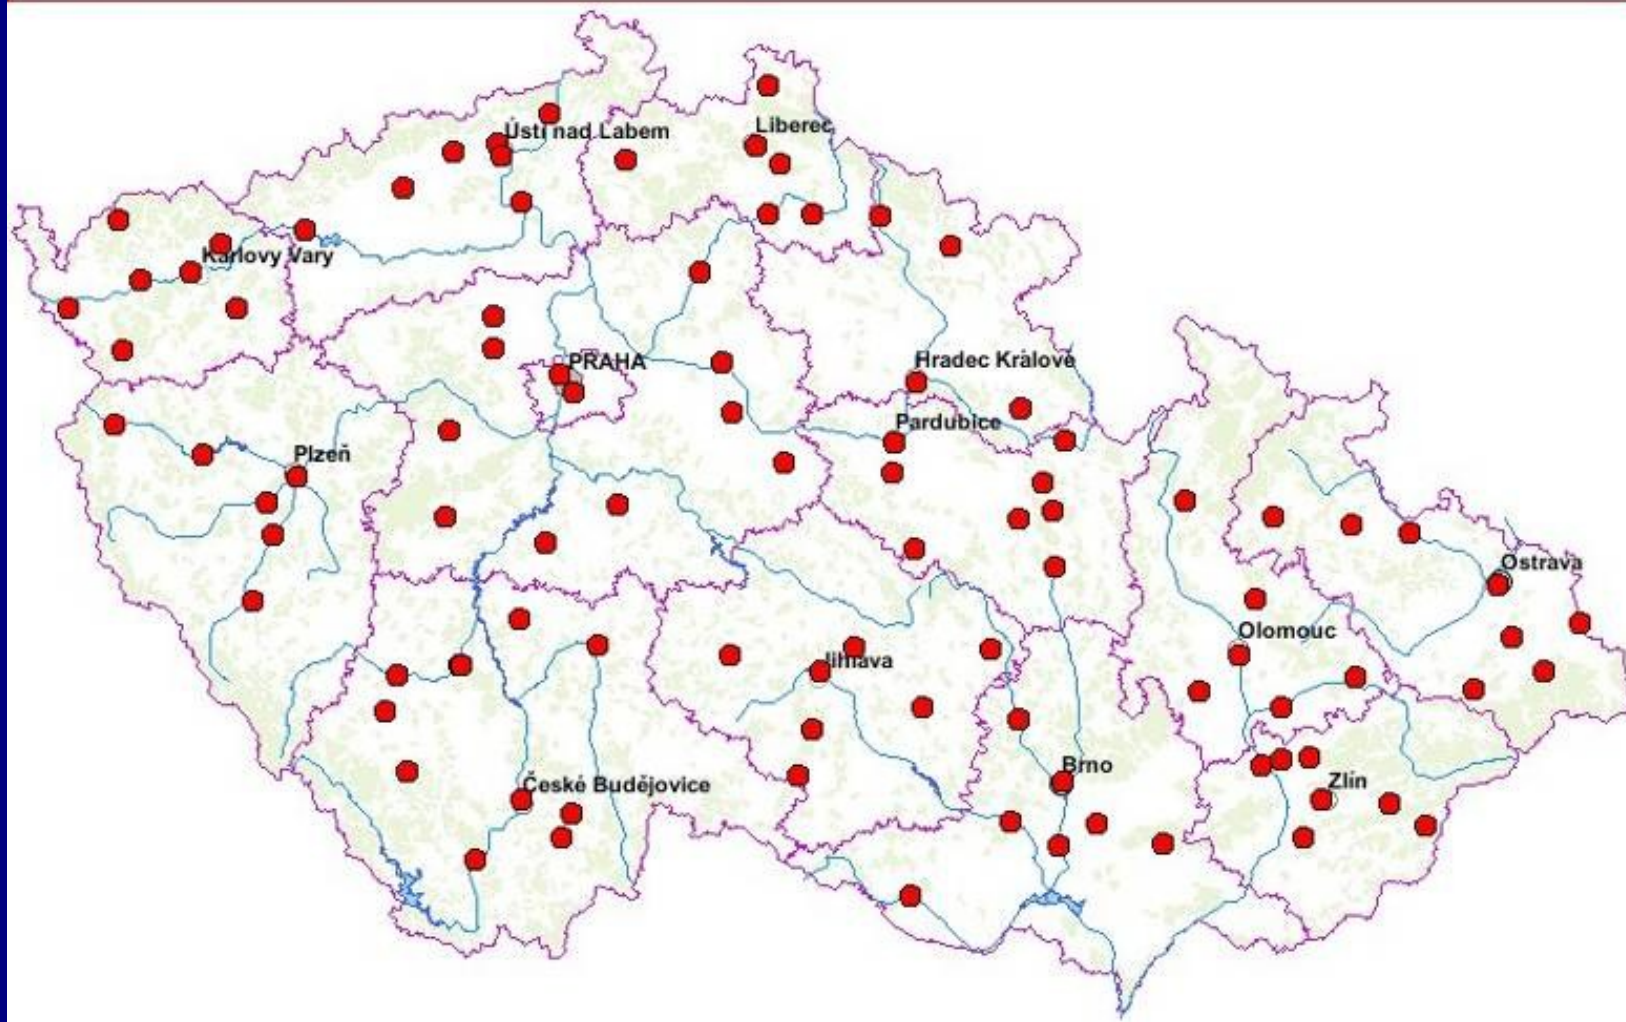 Liberec
Ústí nad Labem
Karlovy Vary
PRAHA
Hradec Králové
Pardubice
Plzeň
Ostrava
Olomouc
Jihlava
Brno
Zlín
České Budějovice